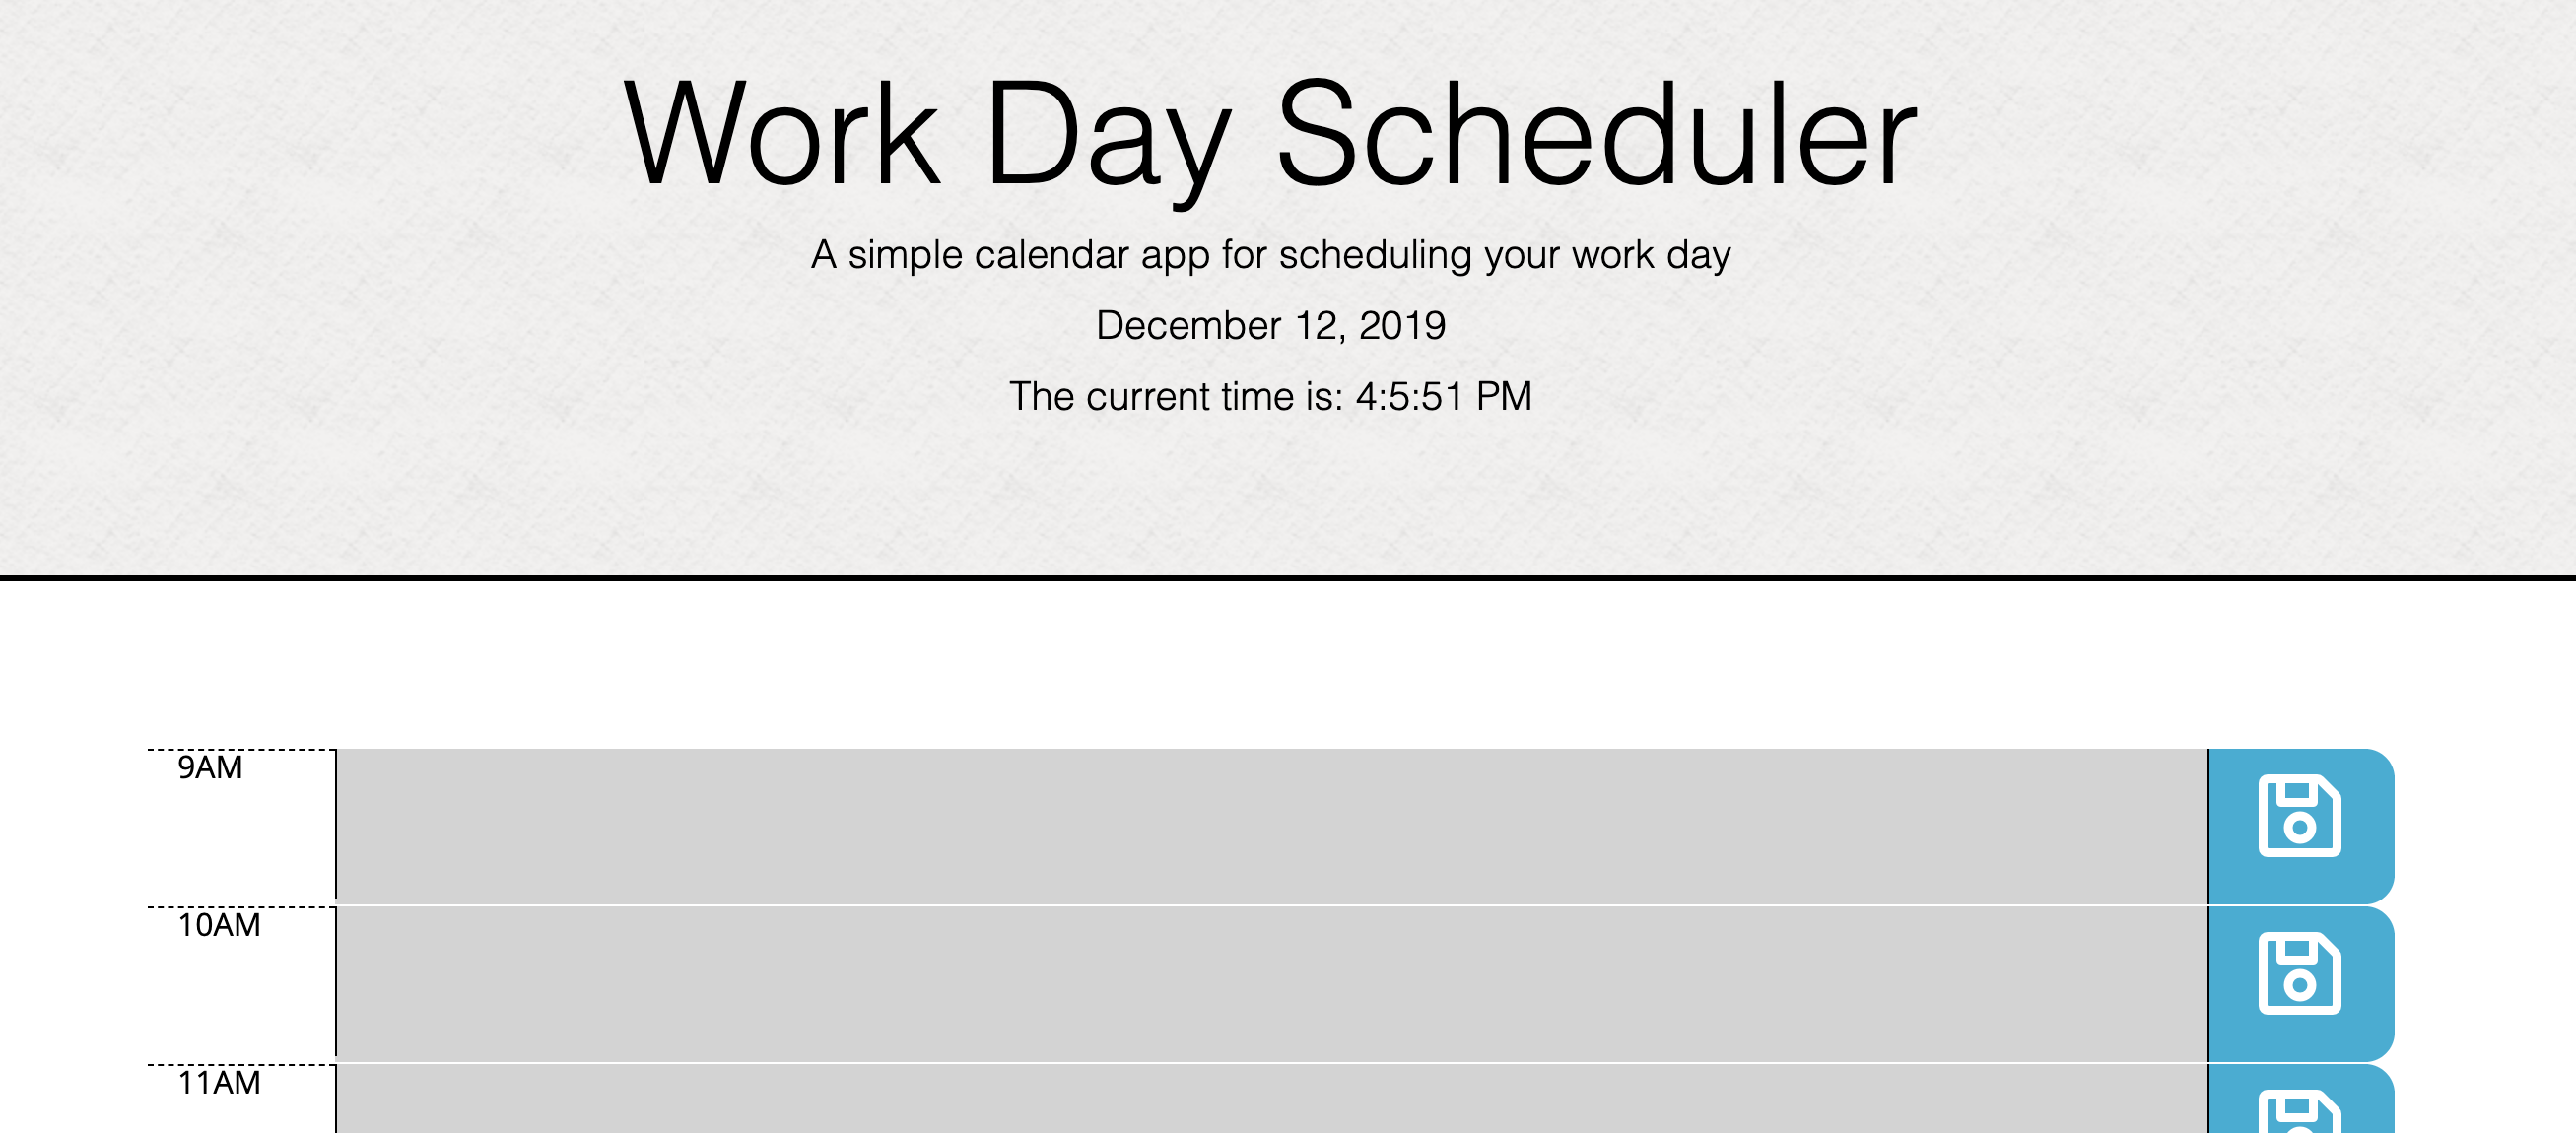 Work Day Scheduler
A simple calendar app for scheduling your work day
December 12, 2019
The current time is: 4:5:51 PM
9AM
10AM
11AM